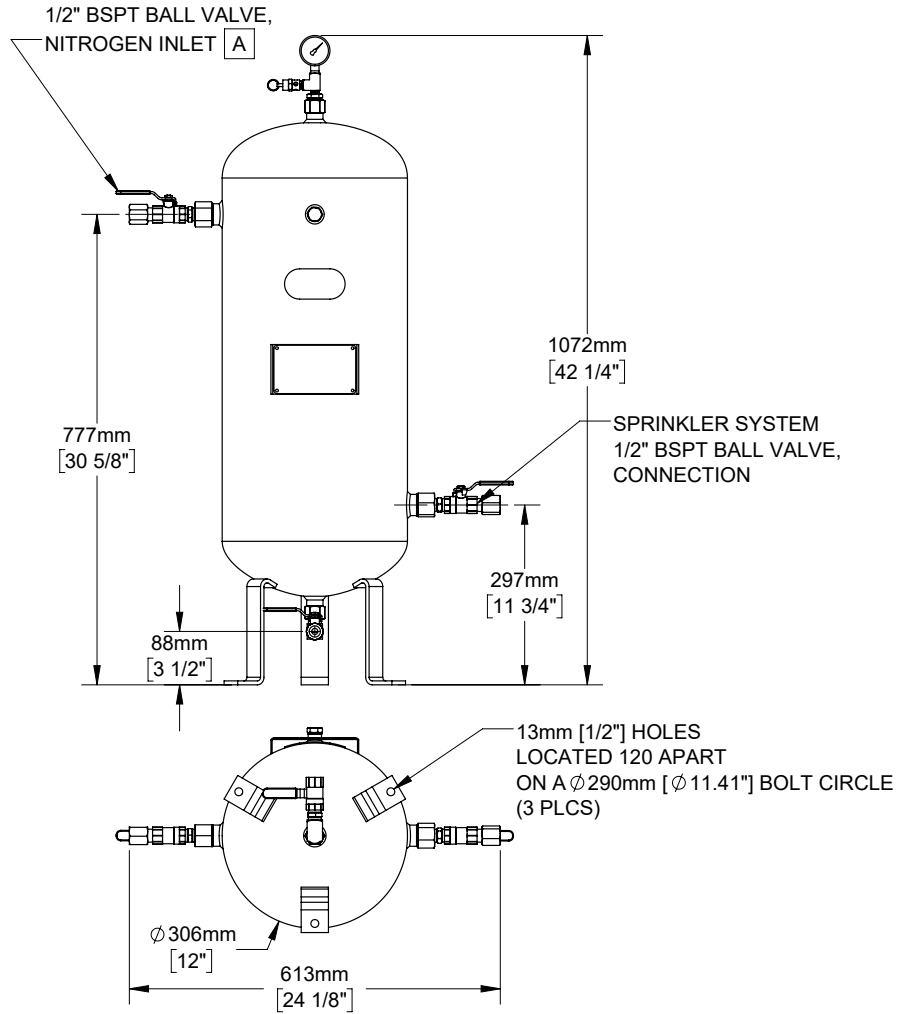 1/2" BSPT BALL VALVE,
NITROGEN INLET A
1072mm
[42 1/4"]
SPRINKLER SYSTEM
1/2" BSPT BALL VALVE,
CONNECTION
777mm
[30 5/8"]
297mm
[11 3/4"]
88mm
[3 1/2"]
13mm [1/2"] HOLES
LOCATED 120 APART
ON A ∅290mm [∅11.41"] BOLT CIRCLE
(3 PLCS)
∅306mm
[12"]
613mm
[24 1/8"]